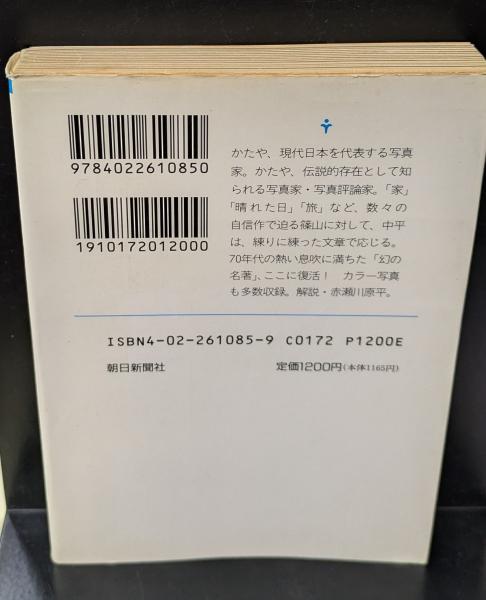 9784022610850
1910172012000
かたや、現代日本を代表する写真
家。かたや、伝説的存在として知
られる写真家・写真評論家。「家」
「晴れた日」「旅」など、数々の
自信作で迫る篠山に対して、中平
は、練りに練った文章で応じる。
70年代の熱い息吹に満ちた「幻の
名著」、ここに復活！　カラー写真
も多数収録。解説・赤瀬川原平。
ISBN4-02-261085-9 C0172 P1200E
朝日新聞社
定価1200円(本体1165円)